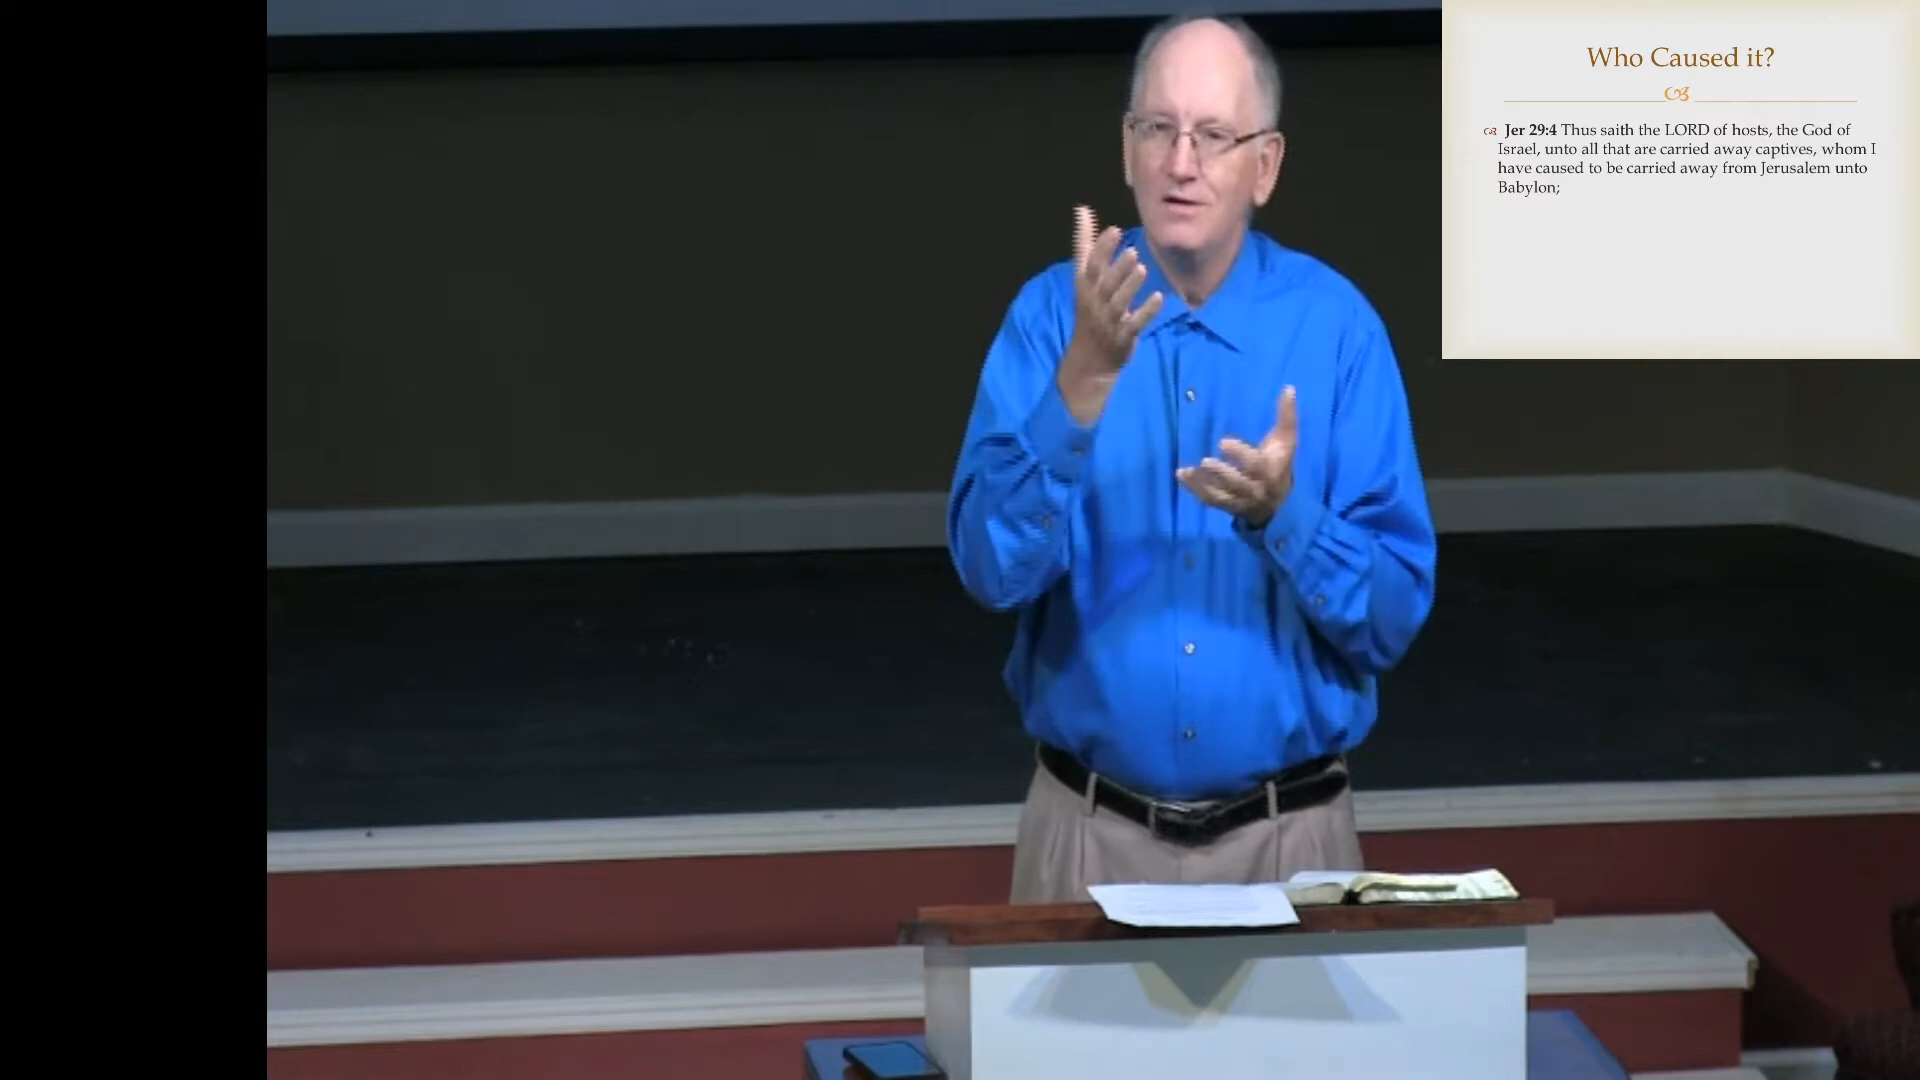 Who Caused it?
Jer 29:4 Thus saith the LORD of hosts, the God of
Israel, unto all that are carried away captives, whom I
have caused to be carried away from Jerusalem unto
Babylon;